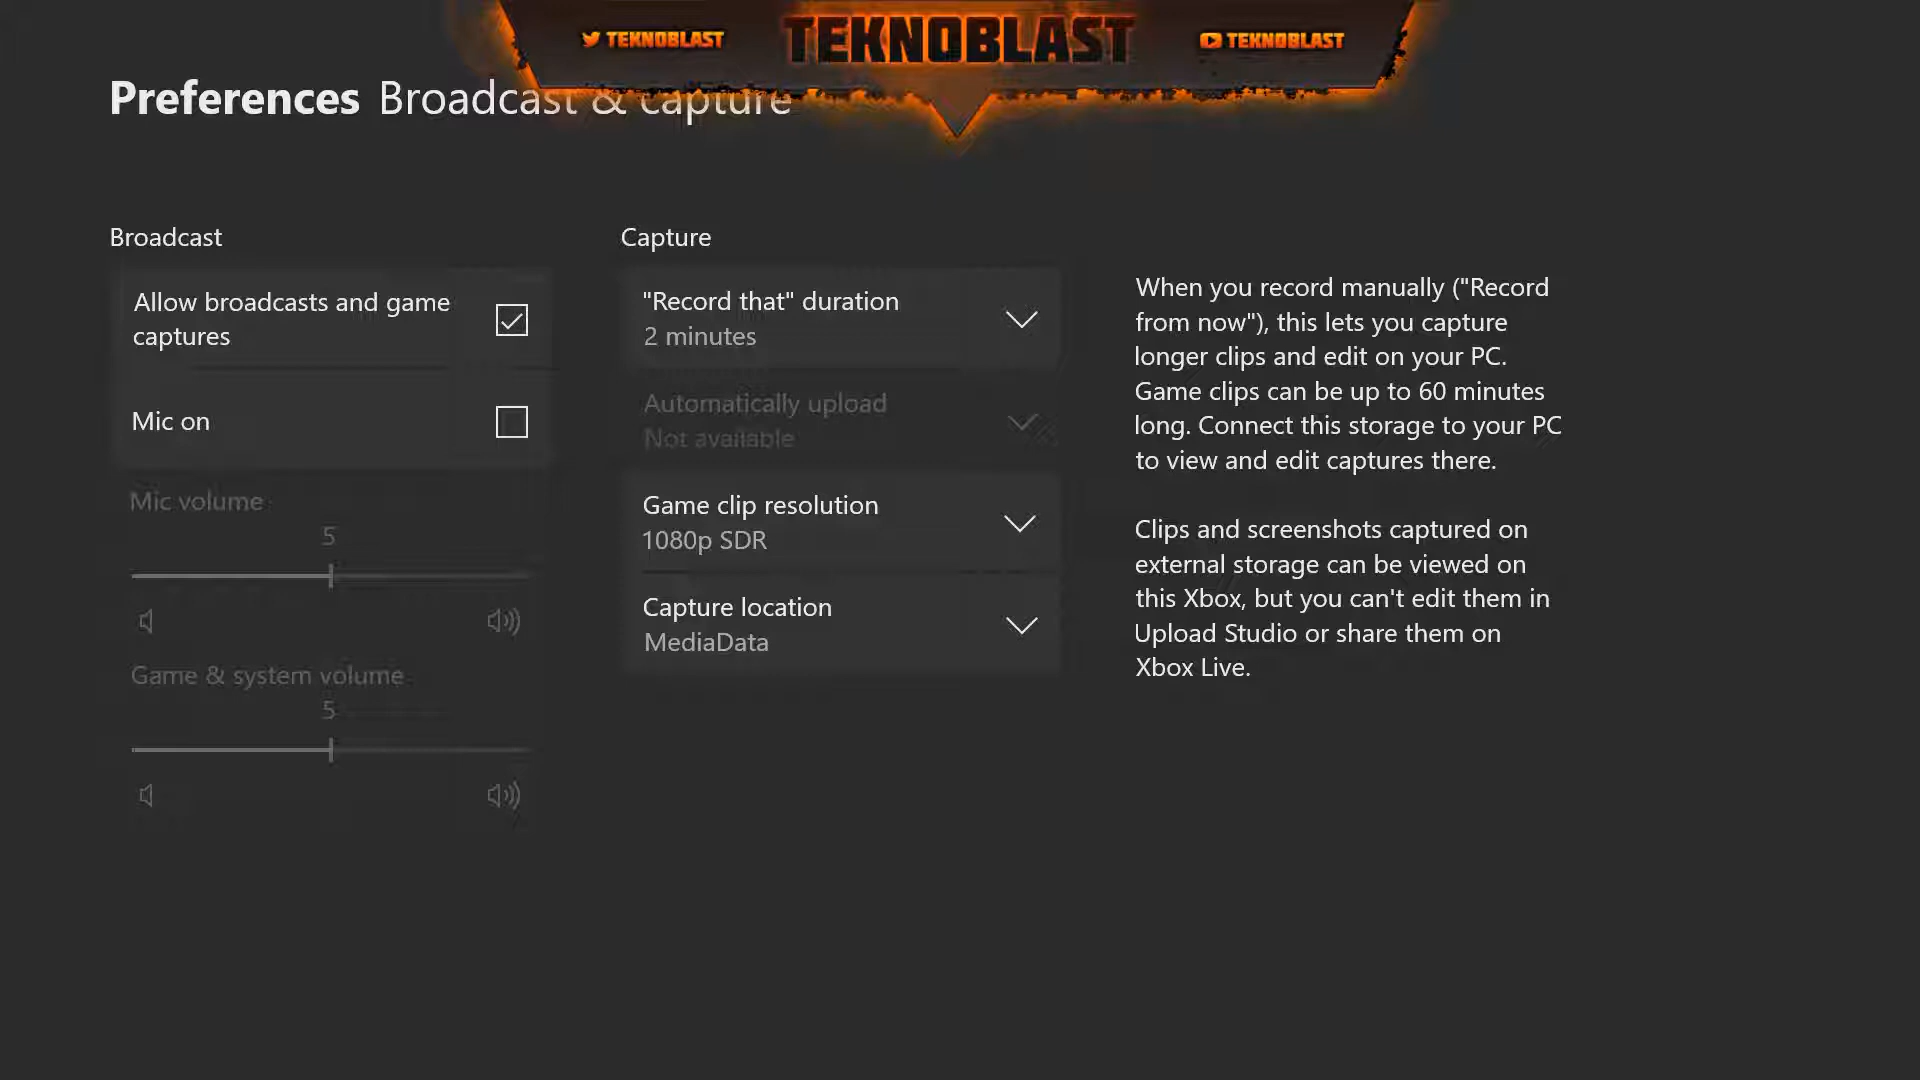 TEKNOBLAST
TEKNOBLAST
TEKNOBLAST
Preferences Broadcast & capture
Broadcast
Allow broadcasts and game
captures
Mic on
Mic volume
5
Game & system volume
5
Capture
"Record that" duration
2 minutes
Automatically upload
Not available
Game clip resolution
1080p SDR
Capture location
MediaData
When you record manually ("Record
from now"), this lets you capture
longer clips and edit on your PC.
Game clips can be up to 60 minutes
long. Connect this storage to your PC
to view and edit captures there.
Clips and screenshots captured on
external storage can be viewed on
this Xbox, but you can't edit them in
Upload Studio or share them on
Xbox Live.